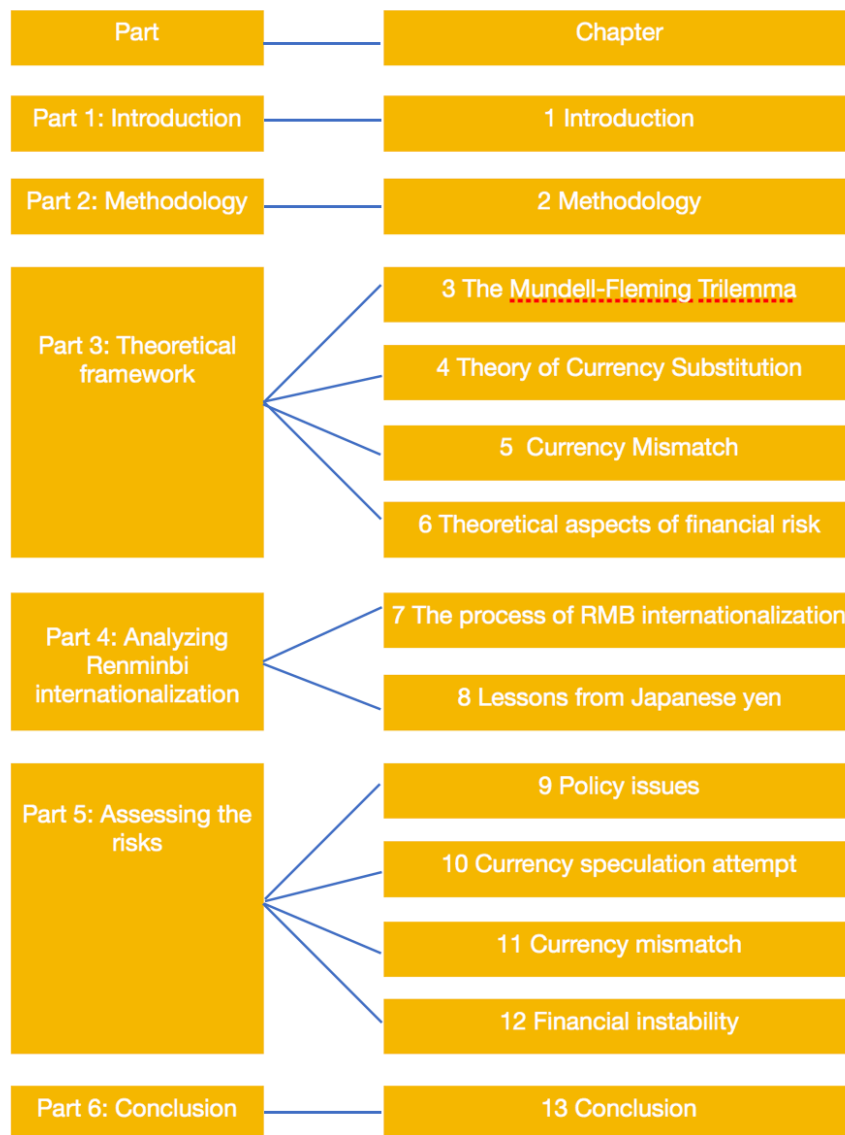 Part
Chapter
Part 1: Introduction
1 Introduction
Part 2: Methodology
2 Methodology
Part 3: Theoretical
framework
3 The Mundell-Fleming Trilemma
4 Theory of Currency Substitution
5  Currency Mismatch
6 Theoretical aspects of financial risk
Part 4: Analyzing
Renminbi
internationalization
7 The process of RMB internationalization
8 Lessons from Japanese yen
Part 5: Assessing the
risks
9 Policy issues
10 Currency speculation attempt
11 Currency mismatch
12 Financial instability
Part 6: Conclusion
13 Conclusion